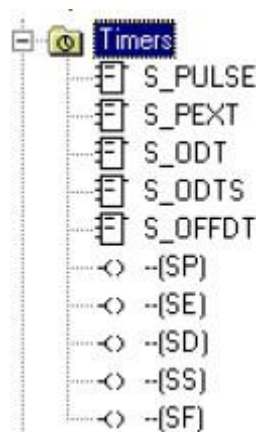 Timers
S_PULSE
S_PEXT
S_ODT
S_ODTS
S_OFFDT
--(SP)
--(SE)
--(SD)
--(SS)
--(SF)